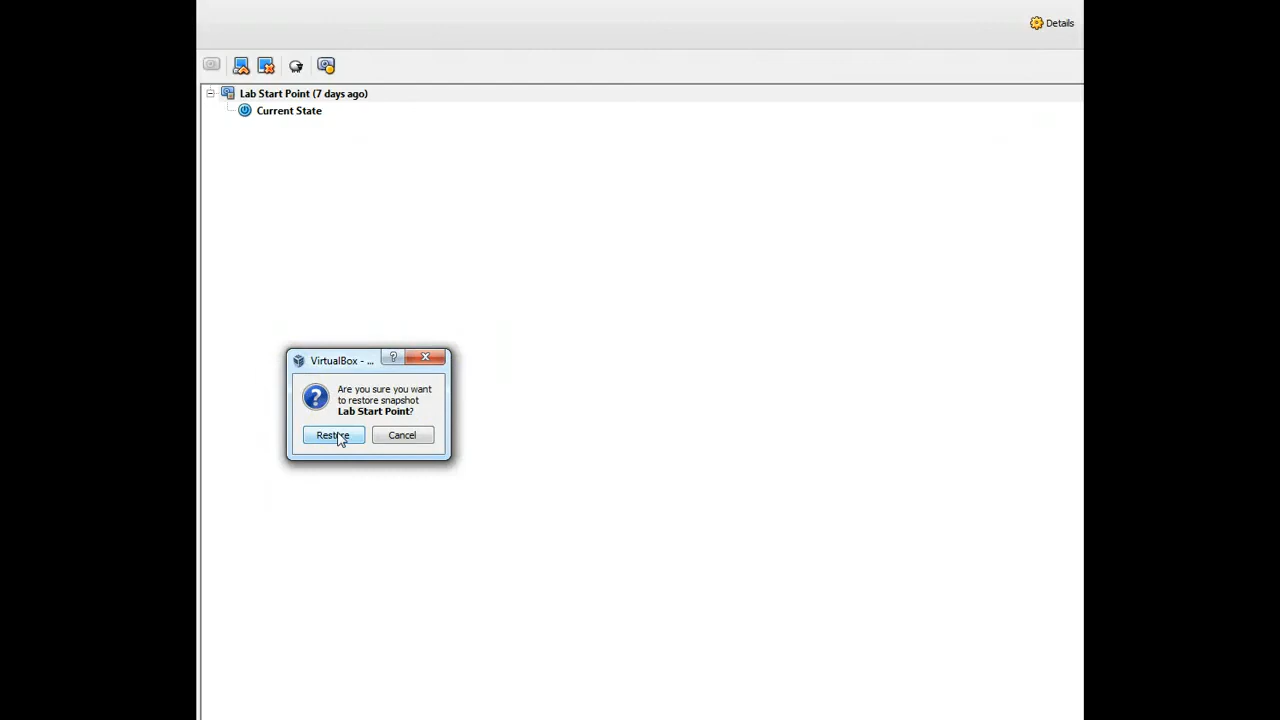 Details
Lab Start Point (7 days ago)
Current State
VirtualBox - ...
Are you sure you want
to restore snapshot
Lab Start Point?
Restore
Cancel